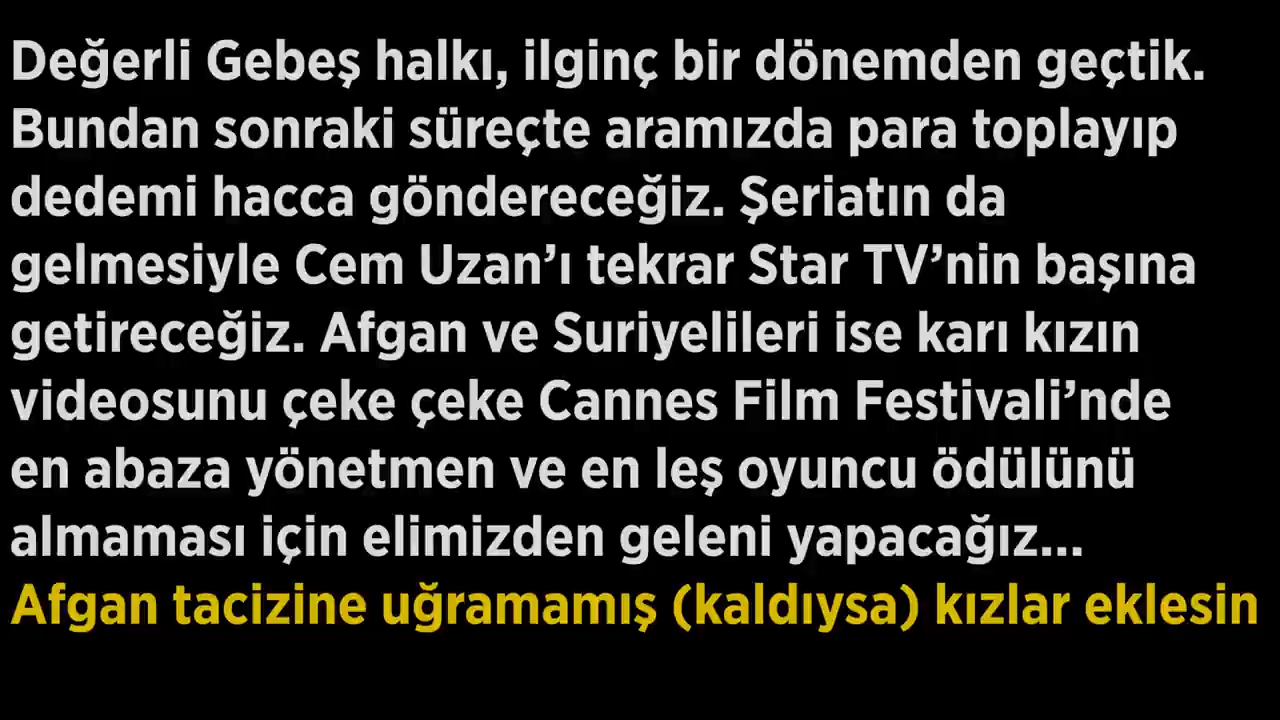 Değerli Gebeş halkı, ilginç bir dönemden geçtik.
Bundan sonraki süreçte aramızda para toplayıp
dedemi hacca göndereceğiz. Şeriatın da
gelmesiyle Cem Uzan’ı tekrar Star TV’nin başına
getireceğiz. Afgan ve Suriyelileri ise karı kızın
videosunu çeke çeke Cannes Film Festivali’nde
en abaza yönetmen ve en leş oyuncu ödülünü
almaması için elimizden geleni yapacağız...
Afgan tacizine uğramamış (kaldıysa) kızlar eklesin